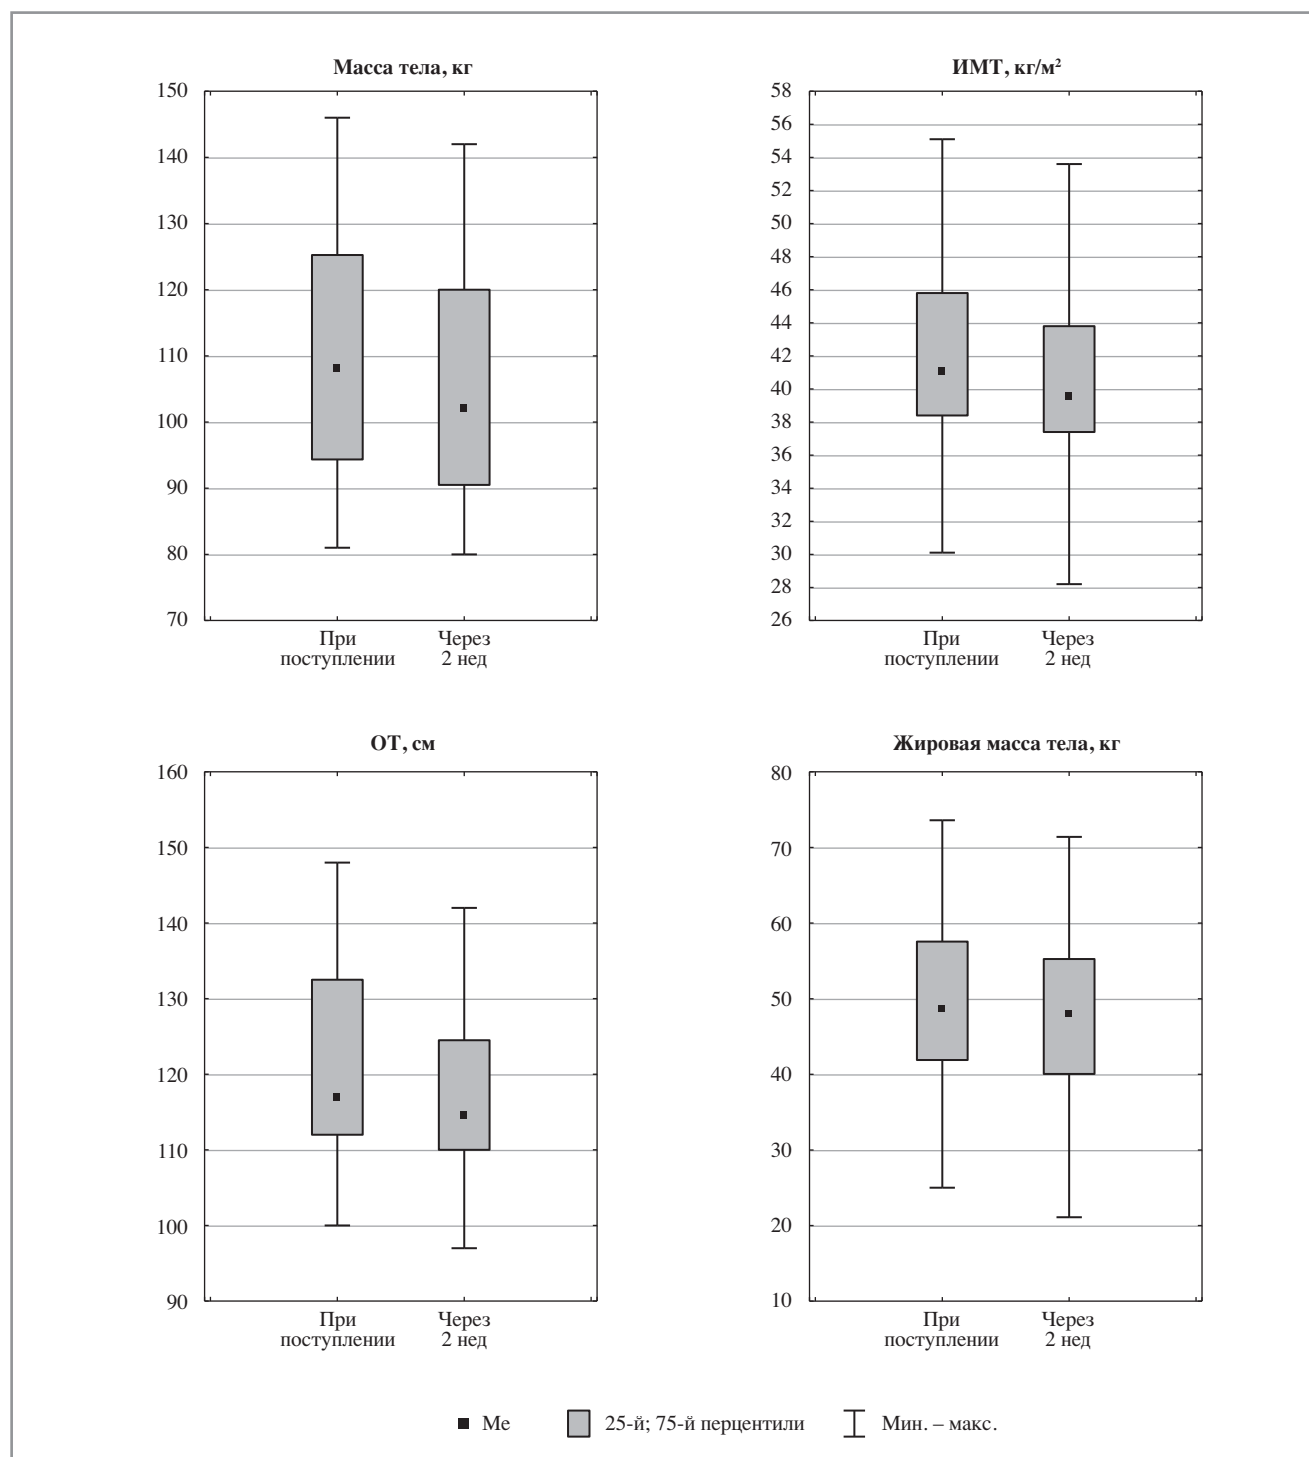 Масса тела, кг
150
140
130
120
110
100
90
80
70
При
поступлении
Через
2 нед
ИМТ, кг/м²
58
56
54
52
50
48
46
44
42
40
38
36
34
32
30
28
26
При
поступлении
Через
2 нед
ОТ, см
160
150
140
130
120
110
100
90
При
поступлении
Через
2 нед
Жировая масса тела, кг
80
70
60
50
40
30
20
10
При
поступлении
Через
2 нед
Me 25-й; 75-й перцентили Мин. – макс.